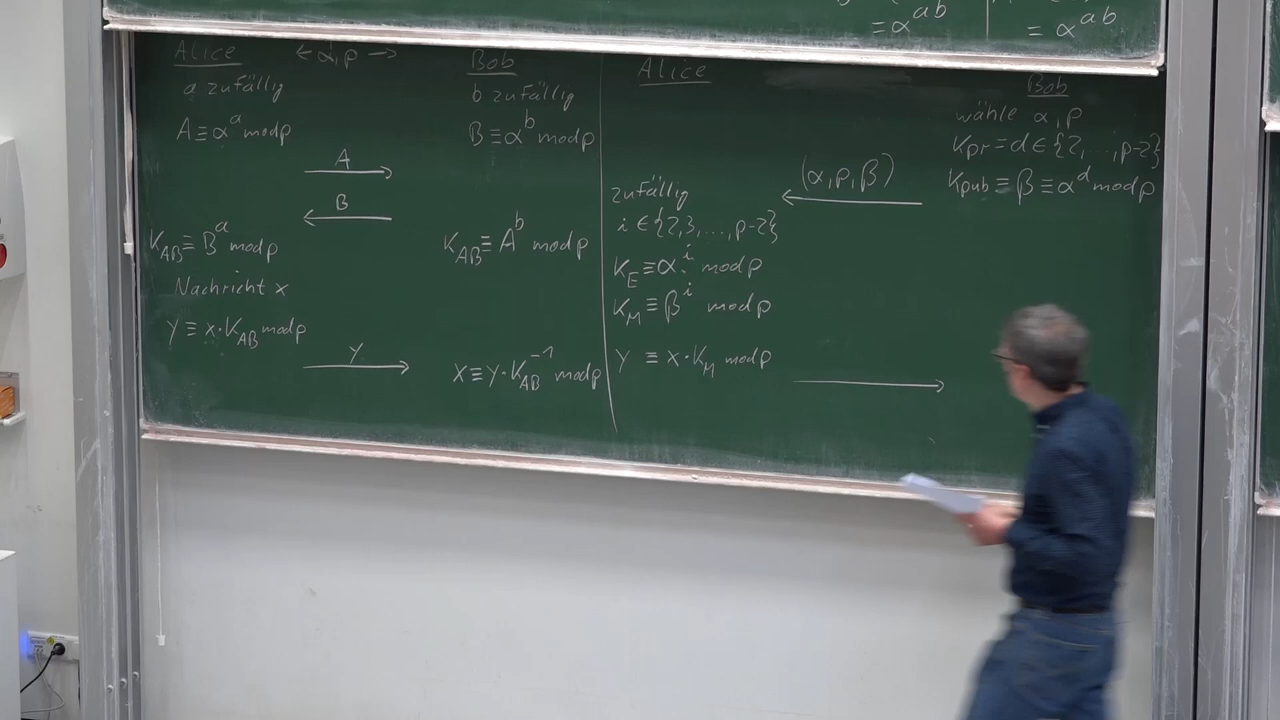 = α^ab
= α^ab
Alice ← α,p → Bob
a zufällig
b zufällig
A ≡ α^a mod p
B ≡ α^b mod p
A
B
K_AB ≡ B^a mod p
K_AB ≡ A^b mod p
Nachricht x
y ≡ x · K_AB mod p
y
x ≡ y · K_AB^-1 mod p
Alice
Bob
wähle α, p
K_pr = d ∈ {2, ..., p-2}
K_pub ≡ β ≡ α^d mod p
(α, p, β)
zufällig
i ∈ {2,3,...,p-2}
K_E ≡ α^i mod p
K_M ≡ β^i mod p
y ≡ x · K_M mod p